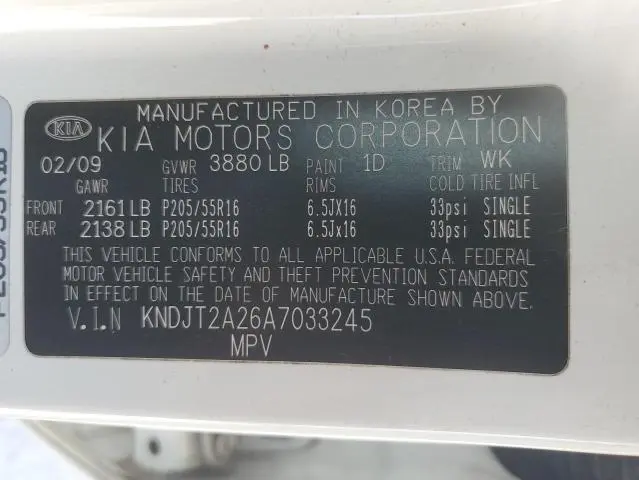 MANUFACTURED IN KOREA BY
KIA KIA MOTORS CORPORATION
02/09 GVWR 3880 LB PAINT 1D TRIM WK
GAWR TIRES RIMS COLD TIRE INFL
FRONT 2161 LB P205/55R16 6.5JX16 33psi SINGLE
REAR 2138 LB P205/55R16 6.5Jx16 33psi SINGLE
THIS VEHICLE CONFORMS TO ALL APPLICABLE U.S.A. FEDERAL
MOTOR VEHICLE SAFETY AND THEFT PREVENTION STANDARDS
IN EFFECT ON THE DATE OF MANUFACTURE SHOWN ABOVE.
V.I.N KNDJT2A26A7033245
MPV
P205/55R16